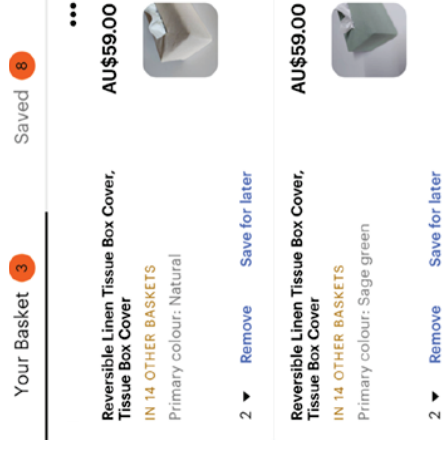 Your Basket 3
Saved 8
Reversible Linen Tissue Box Cover,
Tissue Box Cover
AU$59.00
IN 14 OTHER BASKETS
Primary colour: Natural
2
Remove
Save for later
Reversible Linen Tissue Box Cover,
Tissue Box Cover
AU$59.00
IN 14 OTHER BASKETS
Primary colour: Sage green
2
Remove
Save for later